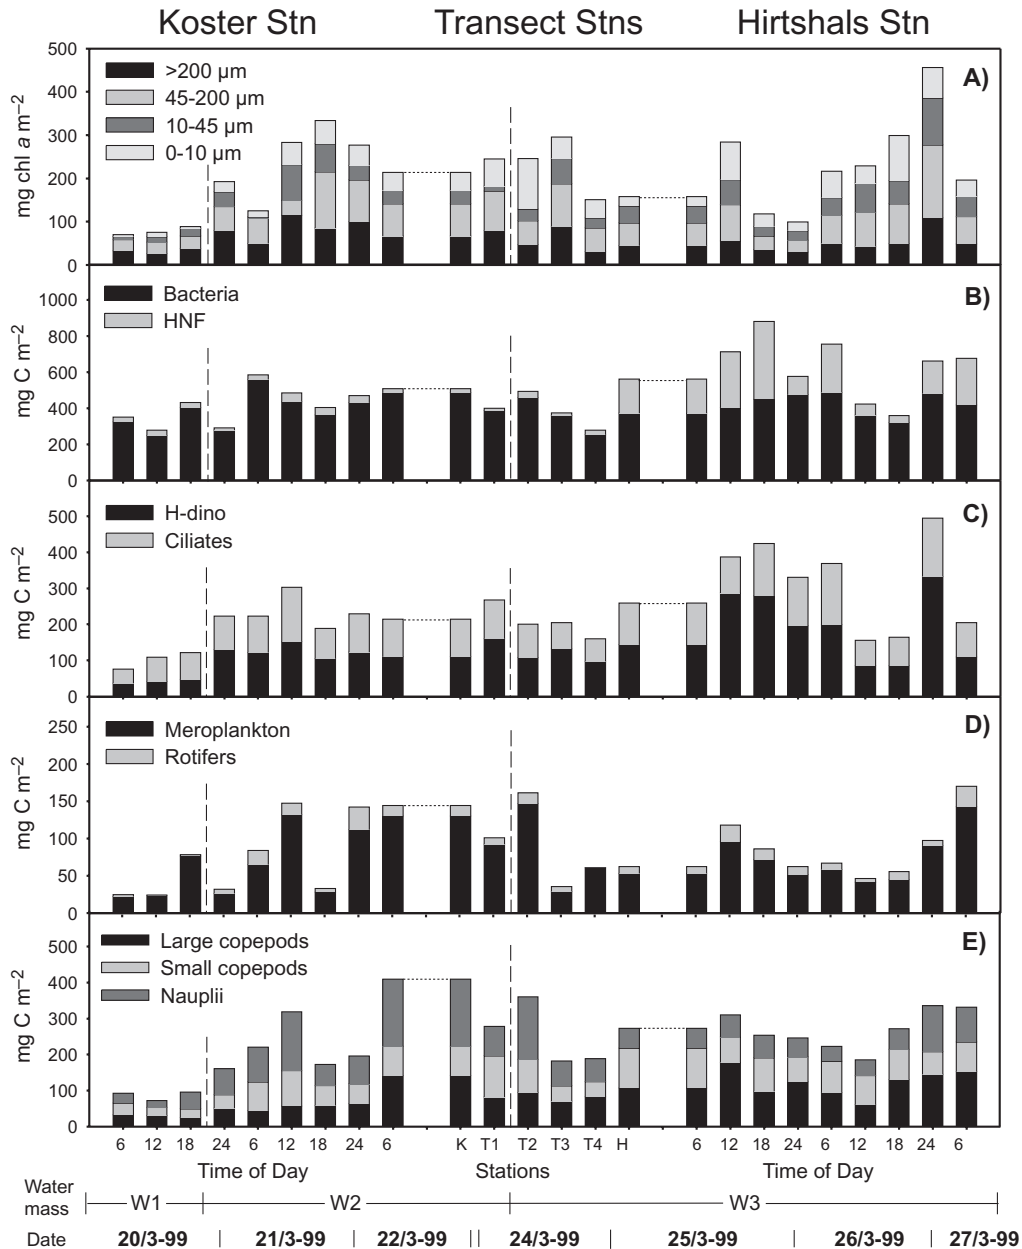 Koster Stn Transect Stns Hirtshals Stn
A)
mg chl a m–2
500
400
300
200
100
0
>200 µm
45-200 µm
10-45 µm
0-10 µm
B)
mg C m–2
1000
800
600
400
200
0
Bacteria
HNF
C)
mg C m–2
500
400
300
200
100
0
H-dino
Ciliates
D)
mg C m–2
250
200
150
100
50
0
Meroplankton
Rotifers
E)
mg C m–2
500
400
300
200
100
0
Large copepods
Small copepods
Nauplii
6 12 18 24 6 12 18 24 6 K T1 T2 T3 T4 H 6 12 18 24 6 12 18 24 6
Time of Day Stations Time of Day
Water
mass
W1 W2 W3
Date 20/3-99 21/3-99 22/3-99 24/3-99 25/3-99 26/3-99 27/3-99